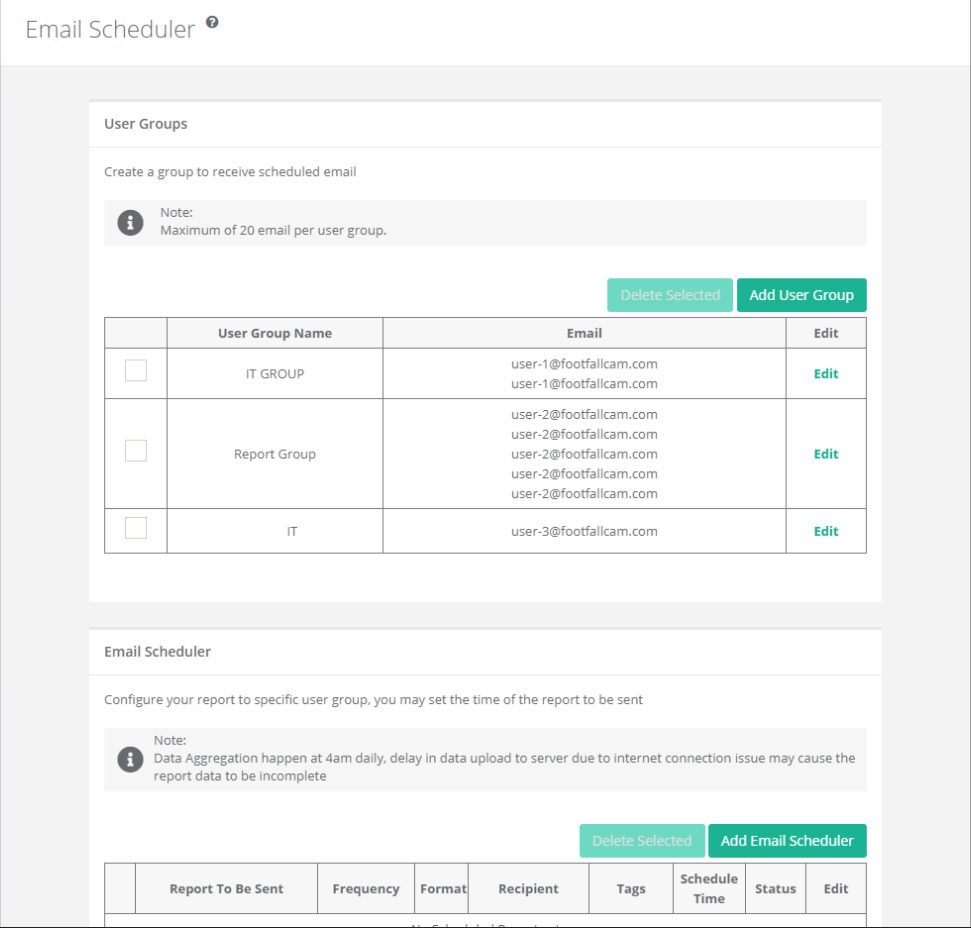 Email Scheduler ?
User Groups
Create a group to receive scheduled email
Note:
Maximum of 20 email per user group.
Delete Selected Add User Group
User Group Name Email Edit
IT GROUP user-1@footfallcam.com Edit
user-1@footfallcam.com
Report Group user-2@footfallcam.com Edit
user-2@footfallcam.com
user-2@footfallcam.com
user-2@footfallcam.com
user-2@footfallcam.com
IT user-3@footfallcam.com Edit
Email Scheduler
Configure your report to specific user group, you may set the time of the report to be sent
Note:
Data Aggregation happen at 4am daily, delay in data upload to server due to internet connection issue may cause the
report data to be incomplete
Delete Selected Add Email Scheduler
Report To Be Sent Frequency Format Recipient Tags Schedule Time Status Edit